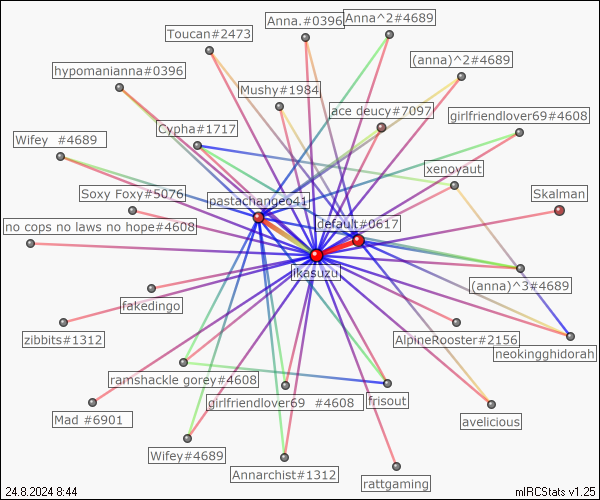 Anna.#0396
Anna^2#4689
Toucan#2473
(anna)^2#4689
hypomanianna#0396
Mushy#1984
ace deucy#7097
girlfriendlover69#4608
Cypha#1717
Wifey  #4689
xenoyaut
Soxy Foxy#5076
Skalman
pastachangeo41
no cops no laws no hope#4608
default#0617
ikasuzu
(anna)^3#4689
fakedingo
zibbits#1312
AlpineRooster#2156
neokingghidorah
ramshackle gorey#4608
girlfriendlover69  #4608
frisout
Mad #6901
avelicious
Wifey#4689
Annarchist#1312
rattgaming
24.8.2024 8:44
mIRCStats v1.25